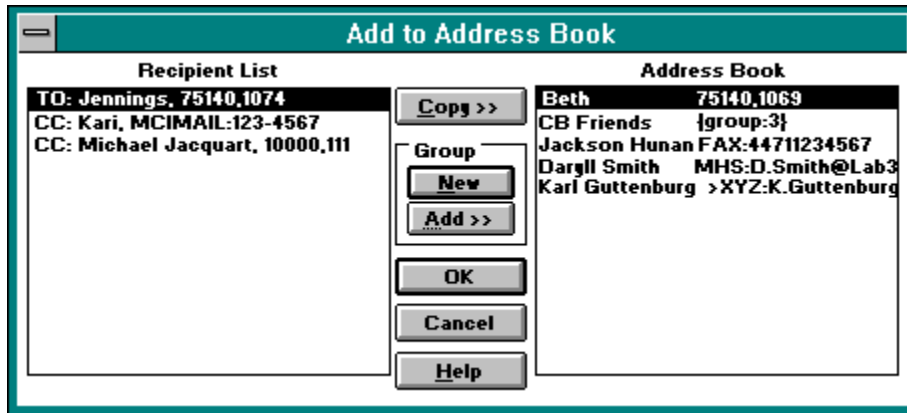 Add to Address Book
Recipient List
TO: Jennings, 75140,1074
CC: Kari, MCIMAIL:123-4567
CC: Michael Jacquart, 10000,111
Copy >>
Group
New
Add >>
OK
Cancel
Help
Address Book
Beth 75140,1069
CB Friends {group:3}
Jackson Hunan FAX:44711234567
Daryll Smith MHS:D.Smith@Lab3
Karl Guttenburg >XYZ:K.Guttenburg